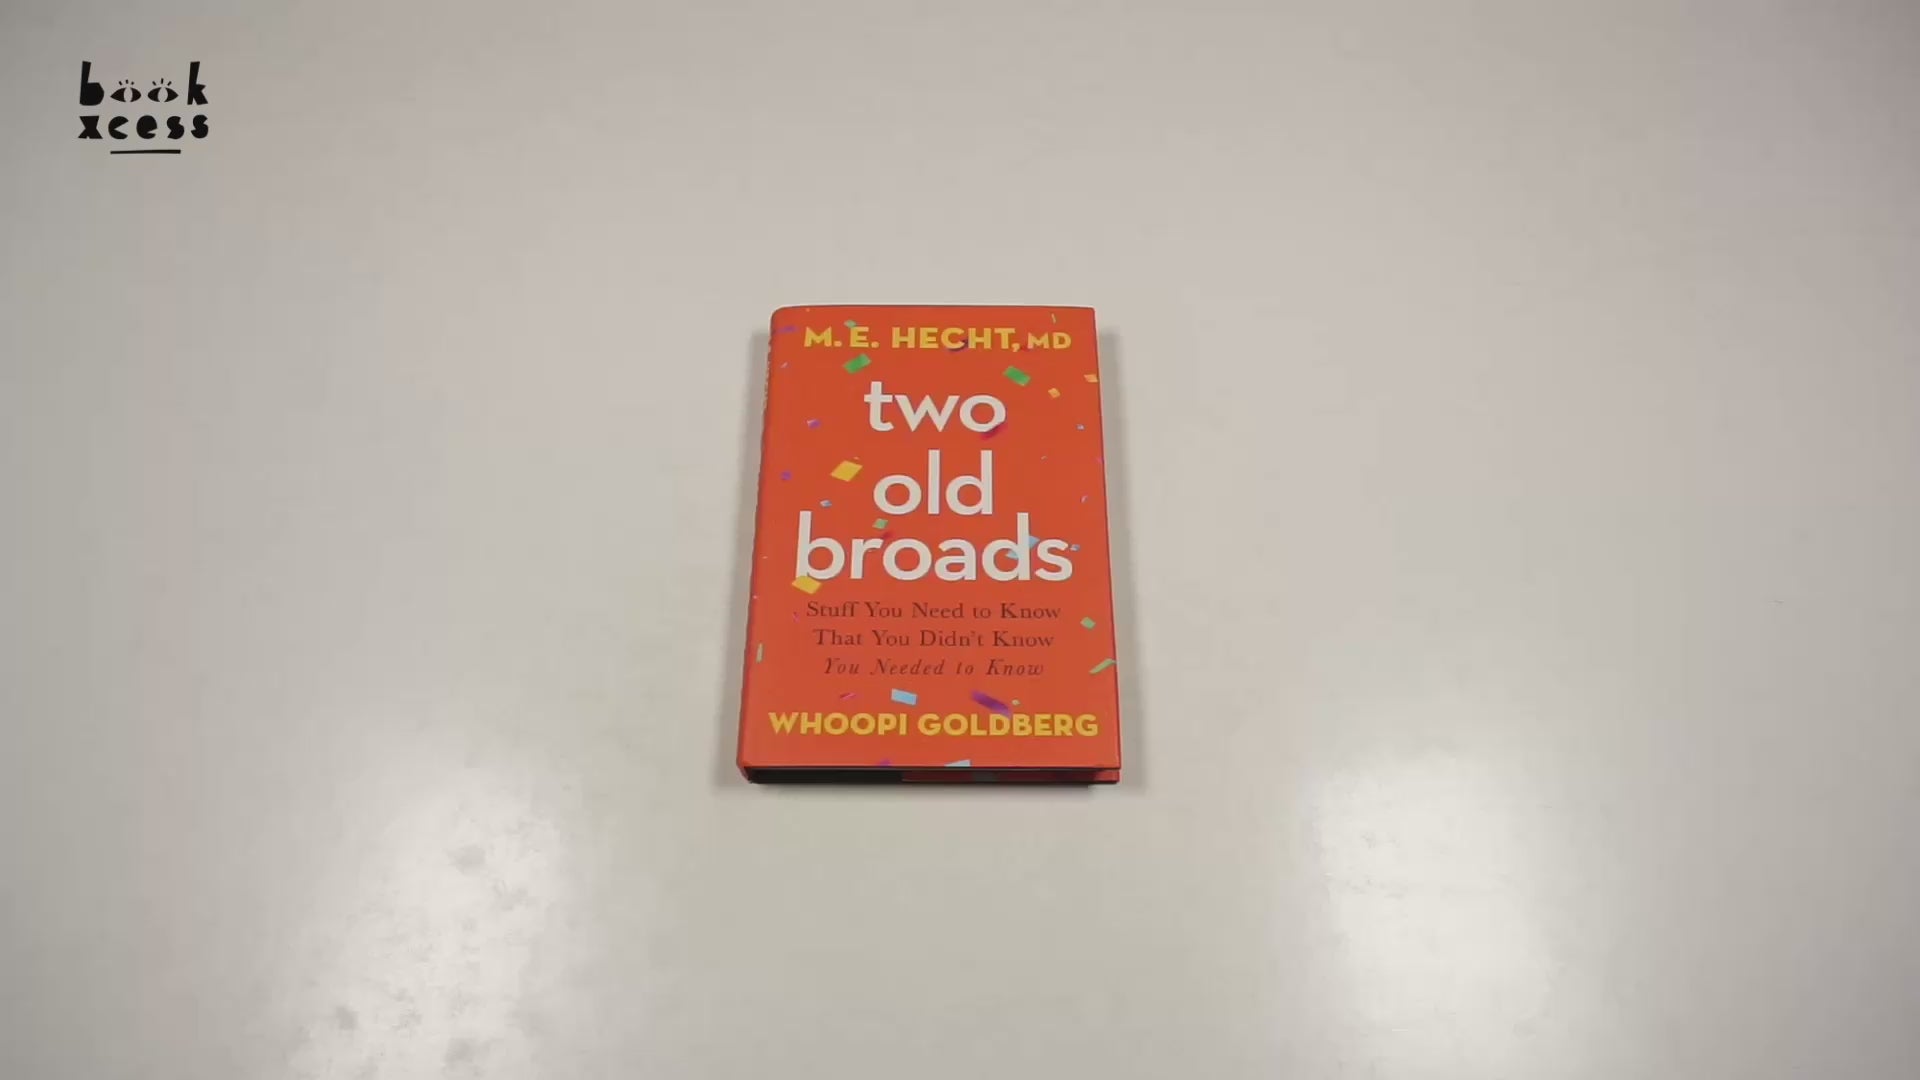 book
xcess
M. E. HECHT, MD
two
old
broads
Stuff You Need to Know
That You Didn't Know
You Needed to Know
WHOOPI GOLDBERG